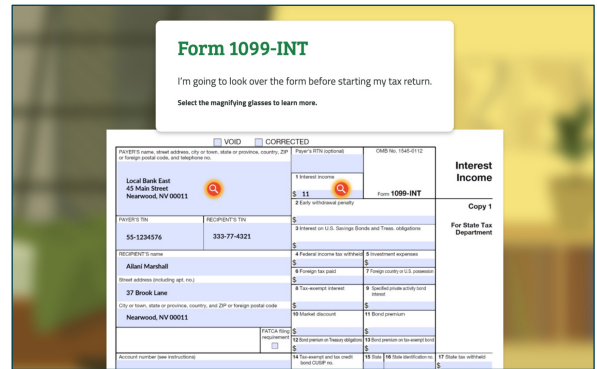 Form 1099-INT
I'm going to look over the form before starting my tax return.
Select the magnifying glasses to learn more.
VOID CORRECTED
PAYER'S name, street address, city or town, state or province, country, ZIP
or foreign postal code, and telephone no.
Local Bank East
45 Main Street
Nearwood, NV 00011
Payer's RTN (optional)
OMB No. 1545-0112
Form 1099-INT
Interest
Income
1 Interest income
$ 11
2 Early withdrawal penalty
$
Copy 1
For State Tax
Department
PAYER'S TIN
55-1234576
RECIPIENT'S TIN
333-77-4321
3 Interest on U.S. Savings Bonds and Treas. obligations
$
RECIPIENT'S name
Ailani Marshall
4 Federal income tax withheld
$
5 Investment expenses
$
6 Foreign tax paid
$
7 Foreign country or U.S. possession
Street address (including apt. no.)
37 Brook Lane
8 Tax-exempt interest
$
9 Specified private activity bond
interest
$
City or town, state or province, country, and ZIP or foreign postal code
Nearwood, NV 00011
10 Market discount
$
11 Bond premium
$
FATCA filing
requirement
12 Bond premium on Treasury obligations
$
13 Bond premium on tax-exempt bond
$
Account number (see instructions)
14 Tax-exempt and tax credit
bond CUSIP no.
15 State
16 State identification no.
17 State tax withheld
$